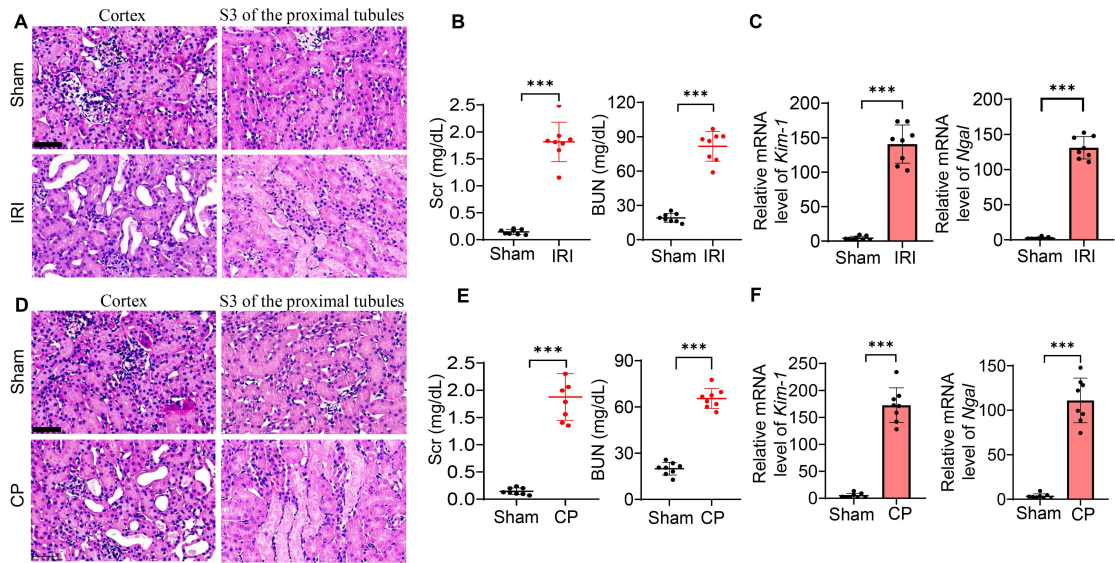 A
Cortex
S3 of the proximal tubules
Sham
IRI
B
Scr (mg/dL)
2.5
2.0
1.5
1.0
0.5
0.0
***
Sham
IRI
BUN (mg/dL)
120
90
60
30
0
***
Sham
IRI
C
Relative mRNA
level of Kim-1
200
150
100
50
0
***
Sham
IRI
Relative mRNA
level of Ngal
200
150
100
50
0
***
Sham
IRI
D
Cortex
S3 of the proximal tubules
Sham
CP
E
Scr (mg/dL)
2.5
2.0
1.5
1.0
0.5
0.0
***
Sham
CP
BUN (mg/dL)
90
60
30
0
***
Sham
CP
F
Relative mRNA
level of Kim-1
250
200
150
100
50
0
***
Sham
CP
Relative mRNA
level of Ngal
150
100
50
0
***
Sham
CP